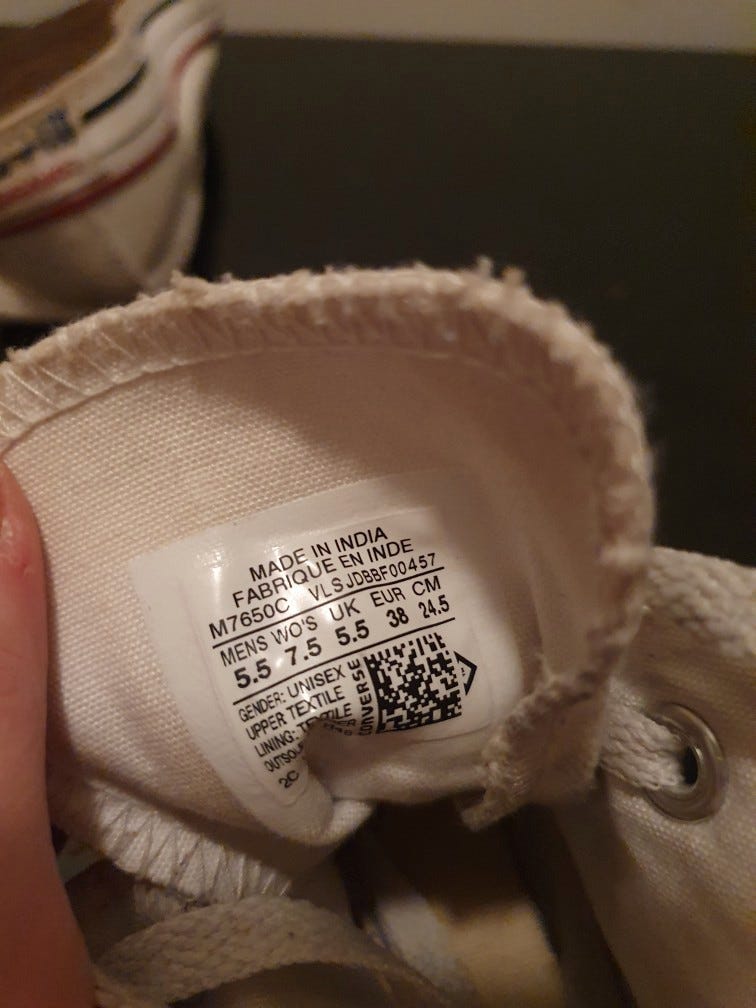 MADE IN INDIA
FABRIQUE EN INDE
M7650C VLSJDBBF00457
MENS WO'S UK EUR CM
5.5 7.5 5.5 38 24.5
GENDER: UNISEX
UPPER TEXTILE
LINING: TEXTILE
2C
CONVERSE